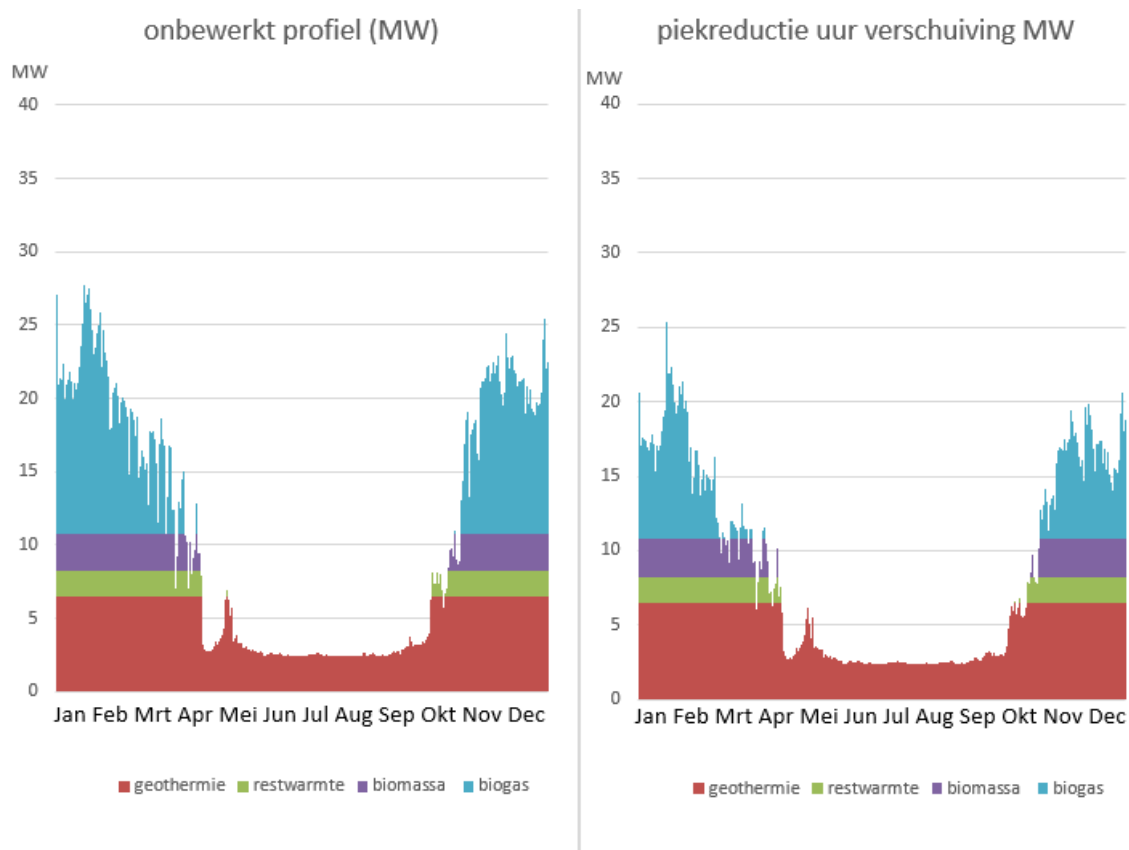 onbewerkt profiel (MW)
MW
40
35
30
25
20
15
10
5
0
Jan Feb Mrt Apr Mei Jun Jul Aug Sep Okt Nov Dec
geothermie restwarmte biomassa biogas
piekreductie uur verschuiving MW
MW
40
35
30
25
20
15
10
5
0
Jan Feb Mrt Apr Mei Jun Jul Aug Sep Okt Nov Dec
geothermie restwarmte biomassa biogas